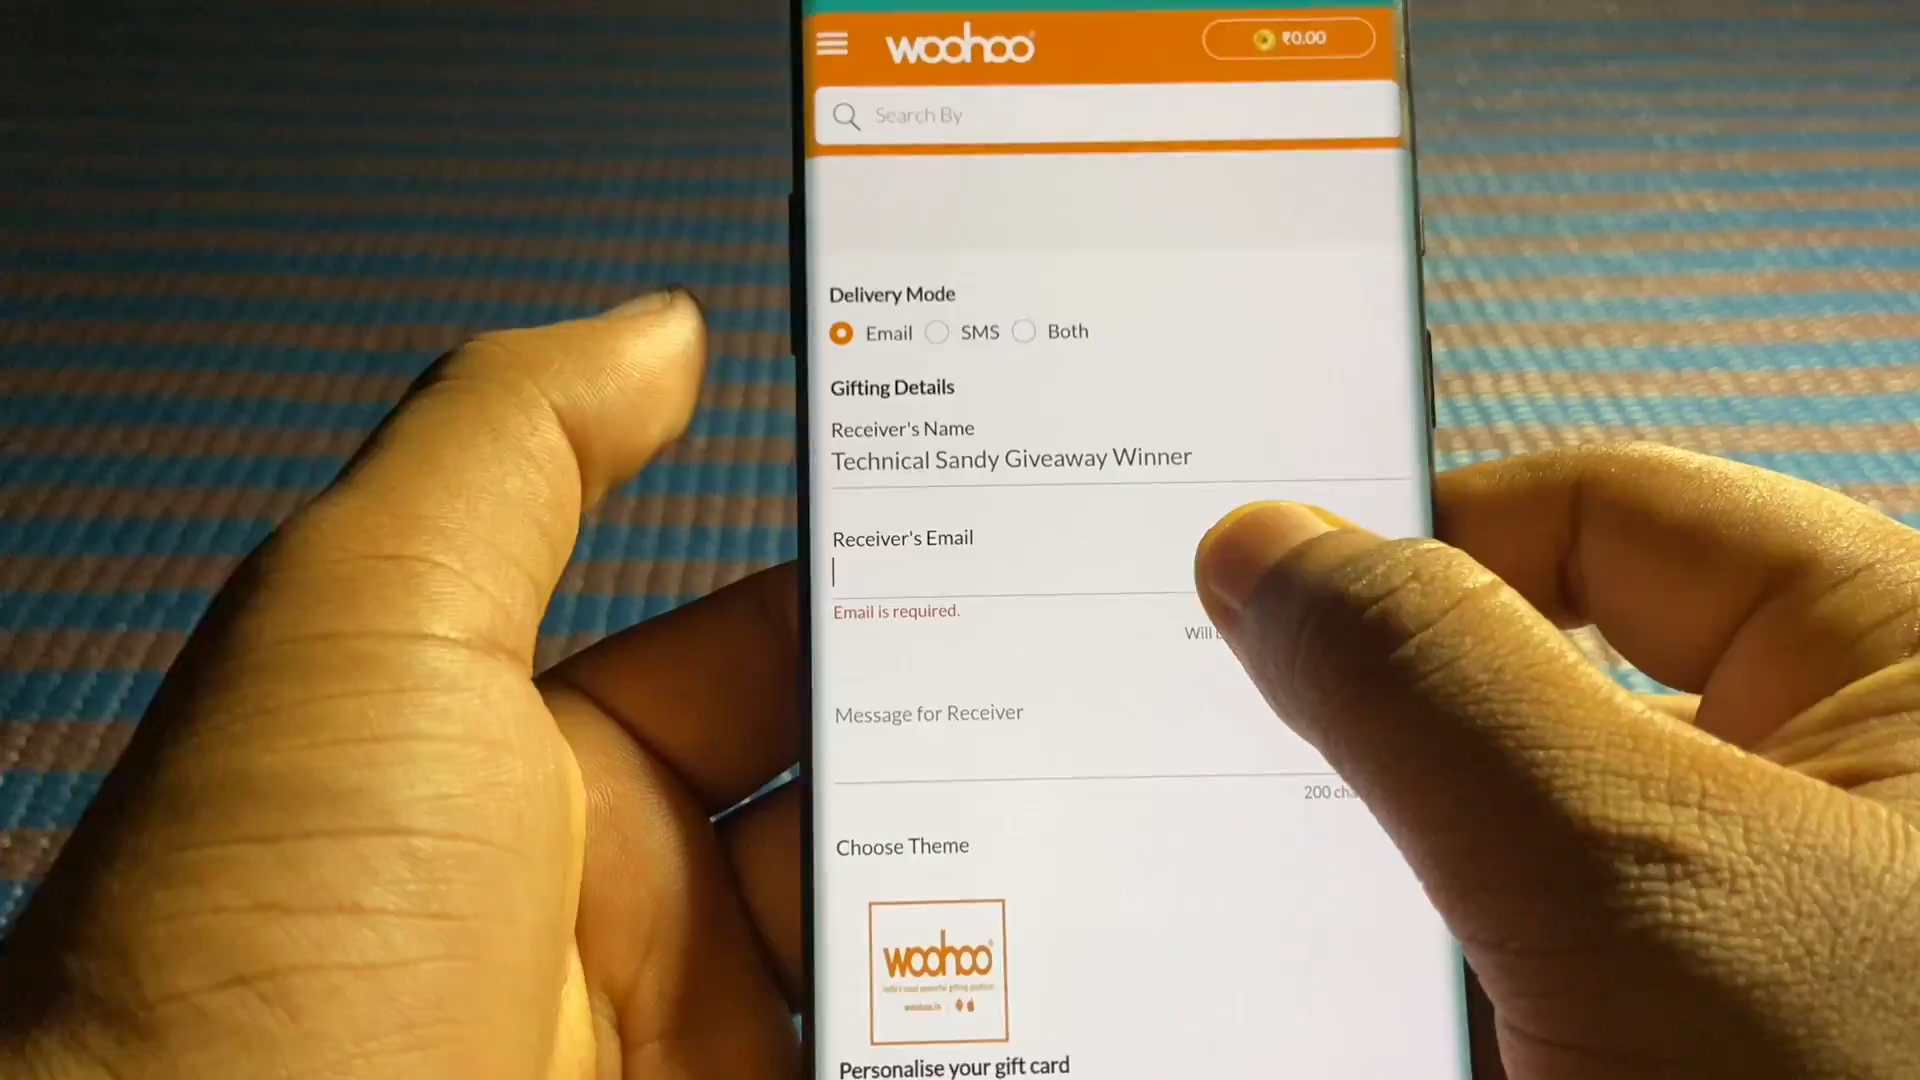 woohoo
₹0.00
Search By
Delivery Mode
Email SMS Both
Gifting Details
Receiver's Name
Technical Sandy Giveaway Winner
Receiver's Email
Email is required.
Will
Message for Receiver
200
Choose Theme
woohoo
Personalise your gift card